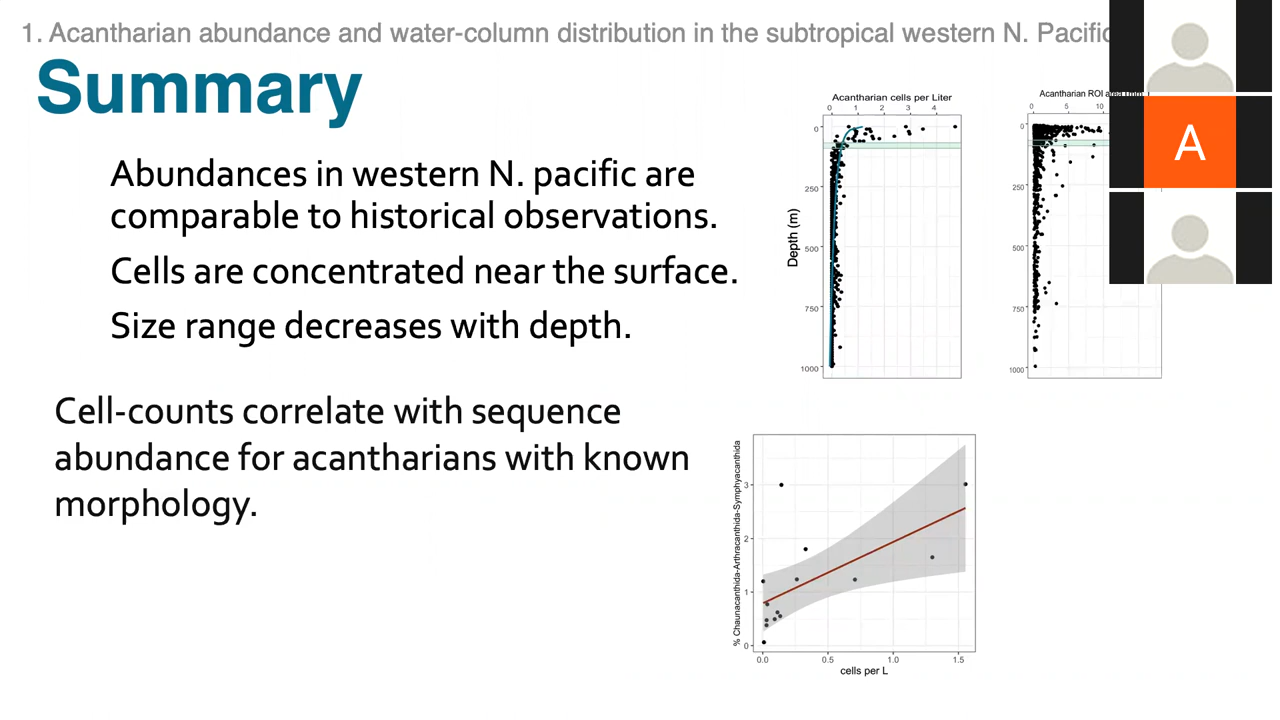 1. Acantharian abundance and water-column distribution in the subtropical western N. Pacific
Summary
Abundances in western N. pacific are
comparable to historical observations.
Cells are concentrated near the surface.
Size range decreases with depth.
Cell-counts correlate with sequence
abundance for acantharians with known
morphology.
Acantharian cells per Liter
0 1 2 3 4
Depth (m)
0
250
500
750
1000
Acantharian ROI area
0 5 10
0
250
500
750
1000
A
% Chaunacanthida-Arthracanthida-Symphyacanthida
3
2
1
0
0.0 0.5 1.0 1.5
cells per L